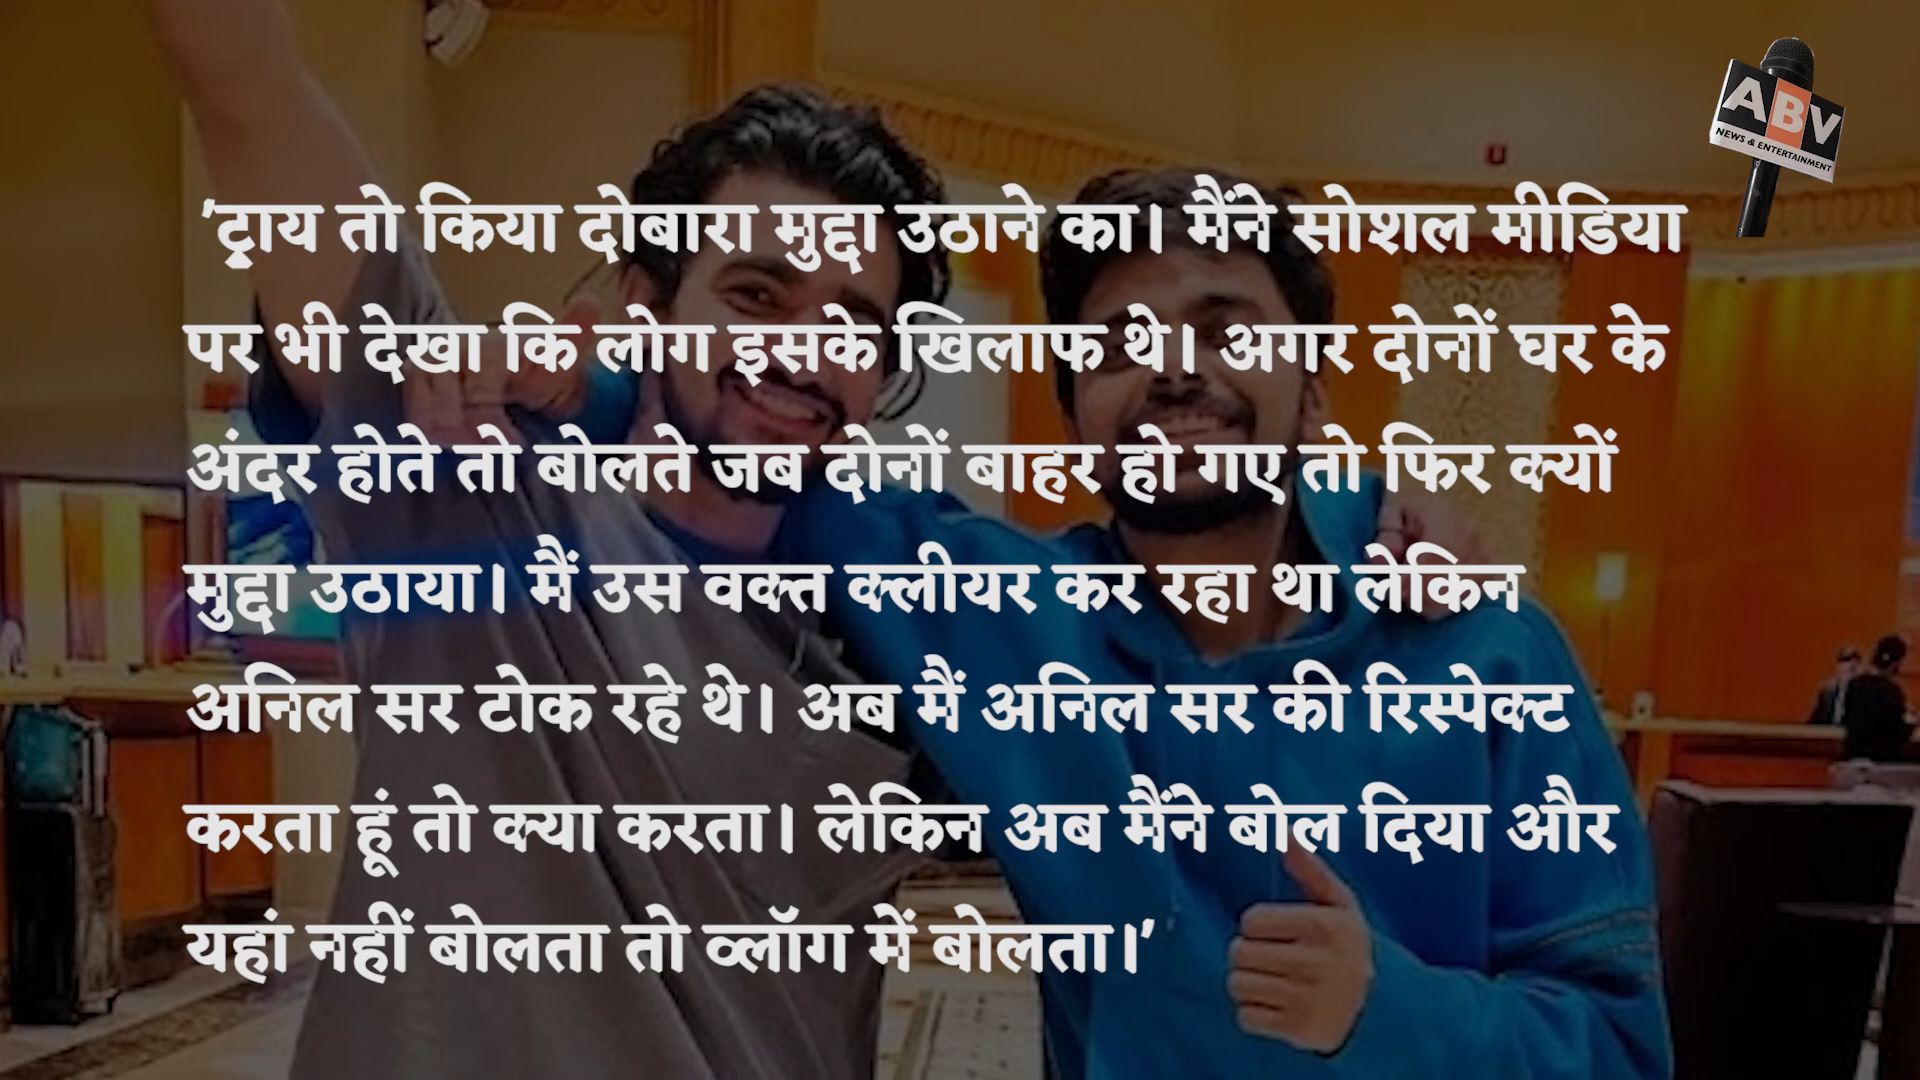 ABV
NEWS & ENTERTAINMENT
'ट्राय तो किया दोबारा मुद्दा उठाने का। मैंने सोशल मीडिया
पर भी देखा कि लोग इसके खिलाफ थे। अगर दोनों घर के
अंदर होते तो बोलते जब दोनों बाहर हो गए तो फिर क्यों
मुद्दा उठाया। मैं उस वक्त क्लीयर कर रहा था लेकिन
अनिल सर टोक रहे थे। अब मैं अनिल सर की रिस्पेक्ट
करता हूं तो क्या करता। लेकिन अब मैंने बोल दिया और
यहां नहीं बोलता तो व्लॉग में बोलता।'